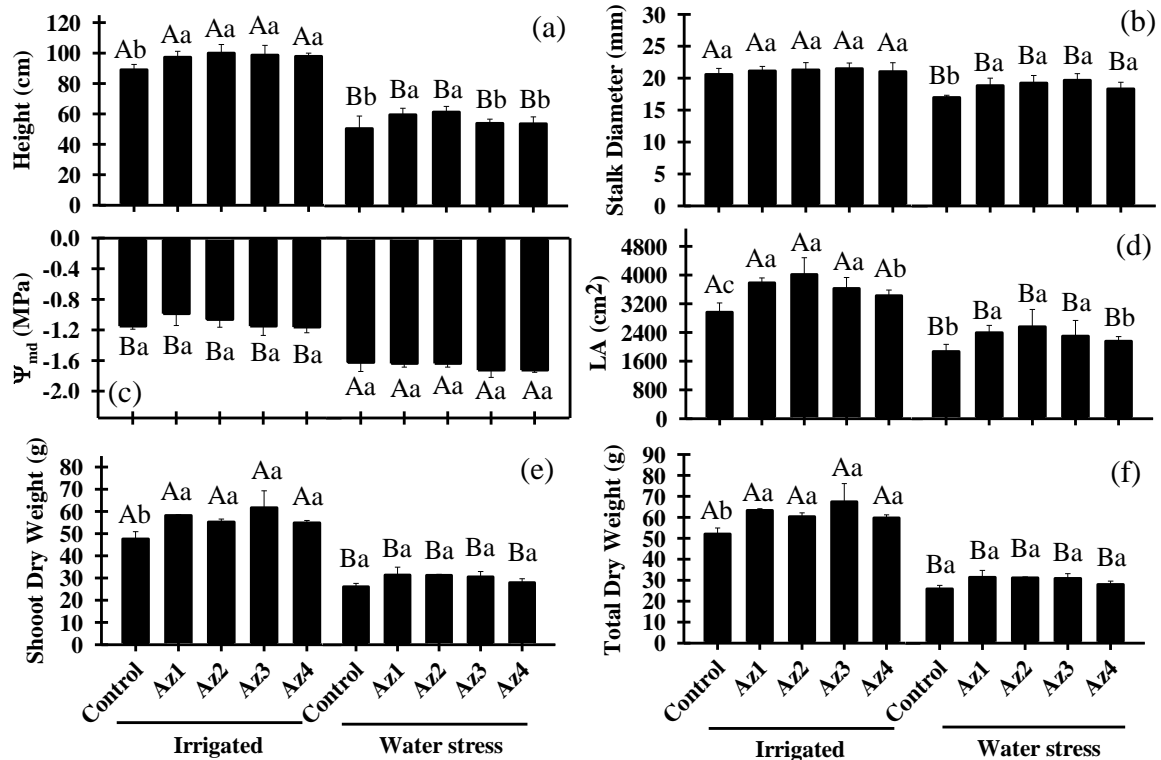 (a)
Height (cm)
120
100
80
60
40
20
0
Ab Aa Aa Aa Aa Bb Ba Ba Bb Bb
(b)
Stalk Diameter (mm)
30
25
20
15
10
5
0
Aa Aa Aa Aa Aa Bb Ba Ba Ba Ba
(c)
Ψmd (MPa)
0.0
-0.4
-0.8
-1.2
-1.6
-2.0
Ba Ba Ba Ba Ba Aa Aa Aa Aa Aa
(d)
LA (cm²)
4800
4000
3200
2400
1600
800
0
Ac Aa Aa Aa Ab Bb Ba Ba Ba Bb
(e)
Shooot Dry Weight (g)
80
70
60
50
40
30
20
10
0
Ab Aa Aa Aa Aa Ba Ba Ba Ba Ba
Control Az1 Az2 Az3 Az4 Control Az1 Az2 Az3 Az4
Irrigated Water stress
(f)
Total Dry Weight (g)
90
80
70
60
50
40
30
20
10
0
Ab Aa Aa Aa Aa Ba Ba Ba Ba Ba
Control Az1 Az2 Az3 Az4 Control Az1 Az2 Az3 Az4
Irrigated Water stress